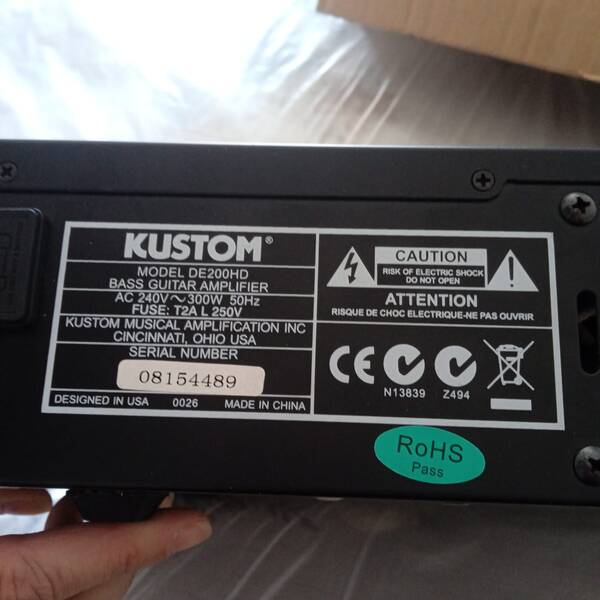 KUSTOM®
MODEL DE200HD
BASS GUITAR AMPLIFIER
AC 240V~300W 50Hz
FUSE: T2A L 250V
KUSTOM MUSICAL AMPLIFICATION INC
CINCINNATI, OHIO USA
SERIAL NUMBER
08154489
DESIGNED IN USA 0026 MADE IN CHINA
CAUTION
RISK OF ELECTRIC SHOCK
DO NOT OPEN
ATTENTION
RISQUE DE CHOC ELECTRIQUE-NE PAS OUVRIR
CE
N13839 Z494
RoHS
Pass